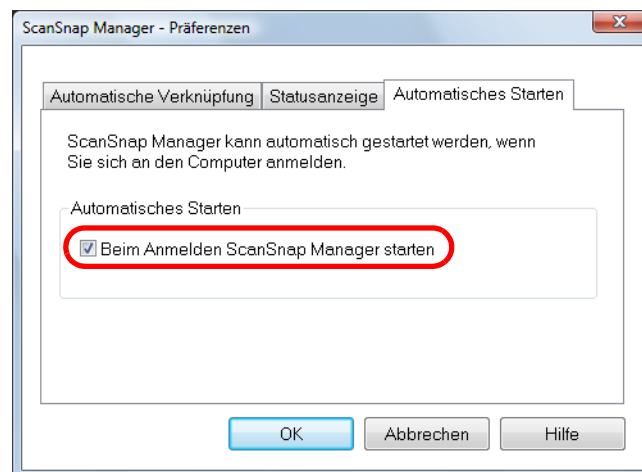 ScanSnap Manager - Präferenzen
Automatische Verknüpfung Statusanzeige Automatisches Starten
ScanSnap Manager kann automatisch gestartet werden, wenn
Sie sich an den Computer anmelden.
Automatisches Starten
Beim Anmelden ScanSnap Manager starten
OK Abbrechen Hilfe